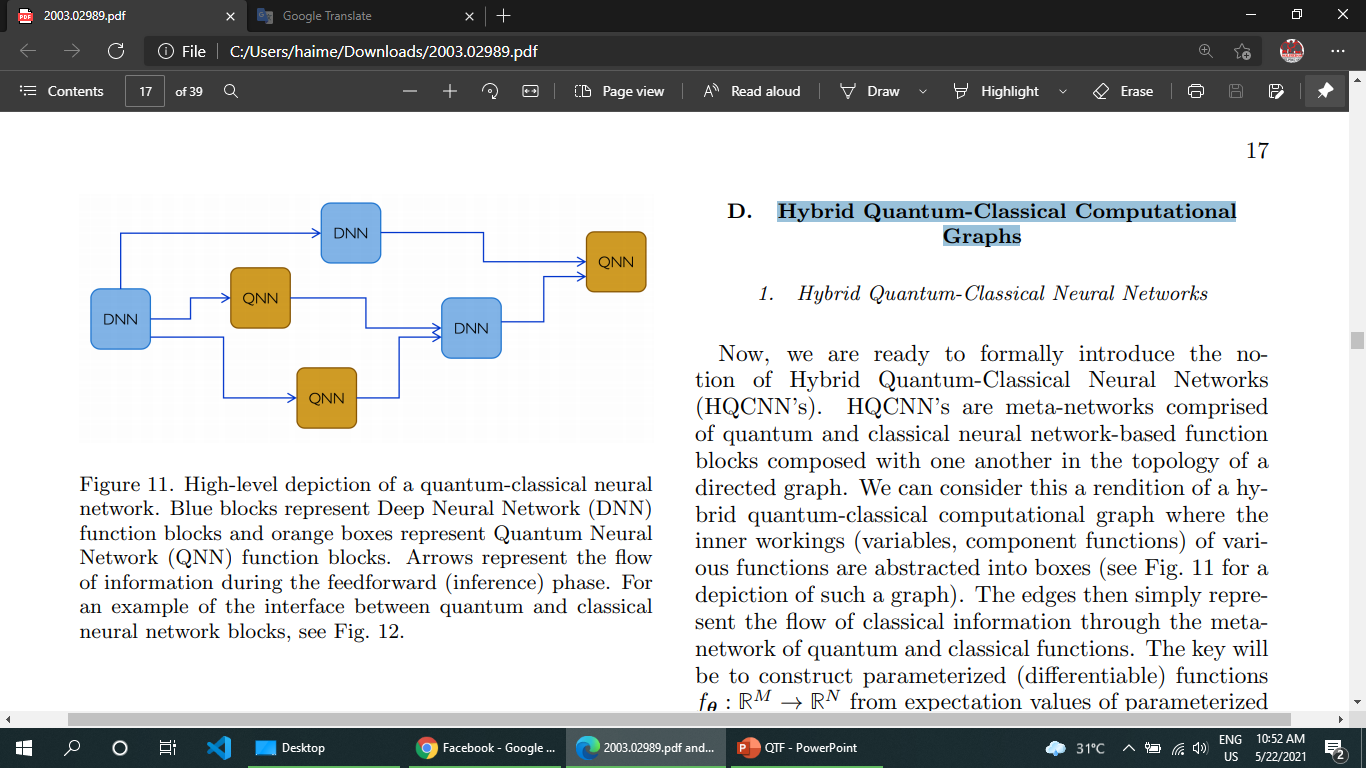 2003.02989.pdf
Google Translate
File
C:/Users/haime/Downloads/2003.02989.pdf
Contents
17
of 39
Page view
Read aloud
Draw
Highlight
Erase
17
DNN
QNN
DNN
QNN
DNN
DNN
QNN
Figure 11. High-level depiction of a quantum-classical neural
network. Blue blocks represent Deep Neural Network (DNN)
function blocks and orange boxes represent Quantum Neural
Network (QNN) function blocks. Arrows represent the flow
of information during the feedforward (inference) phase. For
an example of the interface between quantum and classical
neural network blocks, see Fig. 12.
D. Hybrid Quantum-Classical Computational
Graphs
1. Hybrid Quantum-Classical Neural Networks
Now, we are ready to formally introduce the no-
tion of Hybrid Quantum-Classical Neural Networks
(HQCNN's). HQCNN's are meta-networks comprised
of quantum and classical neural network-based function
blocks composed with one another in the topology of a
directed graph. We can consider this a rendition of a hy-
brid quantum-classical computational graph where the
inner workings (variables, component functions) of vari-
ous functions are abstracted into boxes (see Fig. 11 for a
depiction of such a graph). The edges then simply repre-
sent the flow of classical information through the meta-
network of quantum and classical functions. The key will
be to construct parameterized (differentiable) functions
f_θ : ℝ^M → ℝ^N from expectation values of parameterized
Desktop
Facebook - Google ...
2003.02989.pdf and...
QTF - PowerPoint
31°C
ENG
US
10:52 AM
5/22/2021
2